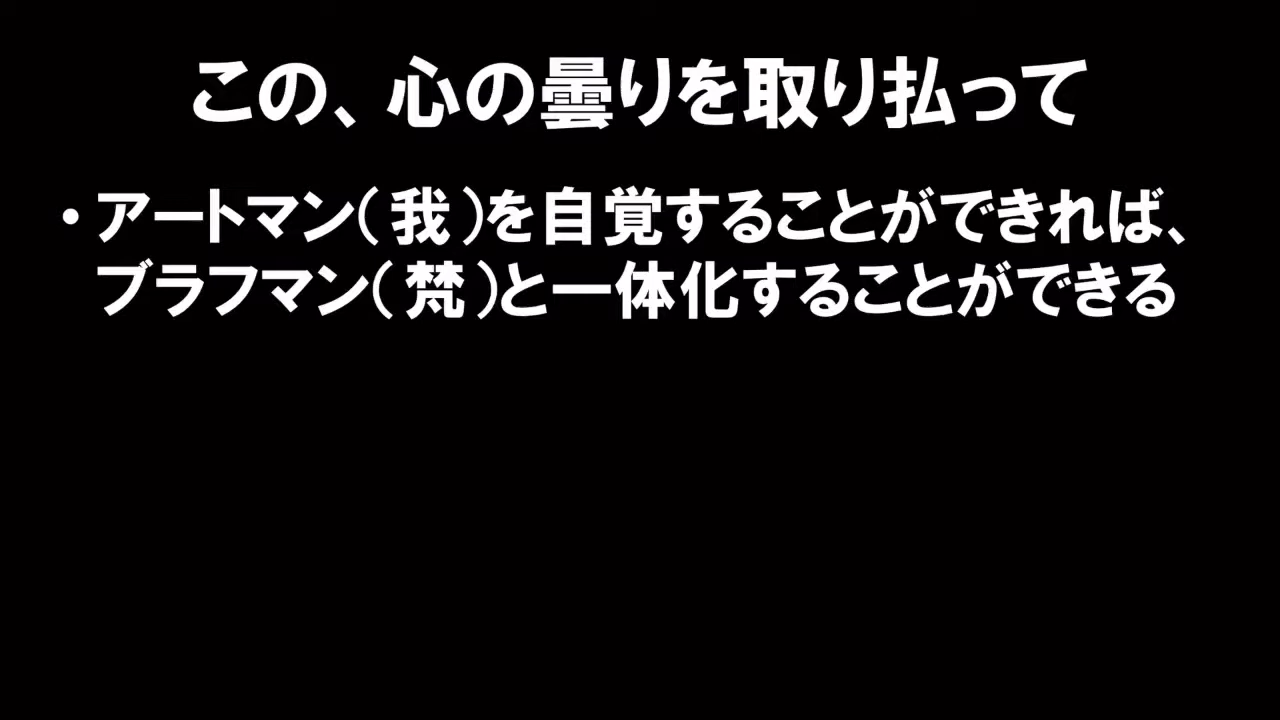 この、心の曇りを取り払って
・アートマン（我）を自覚することができれば、
ブラフマン（梵）と一体化することができる